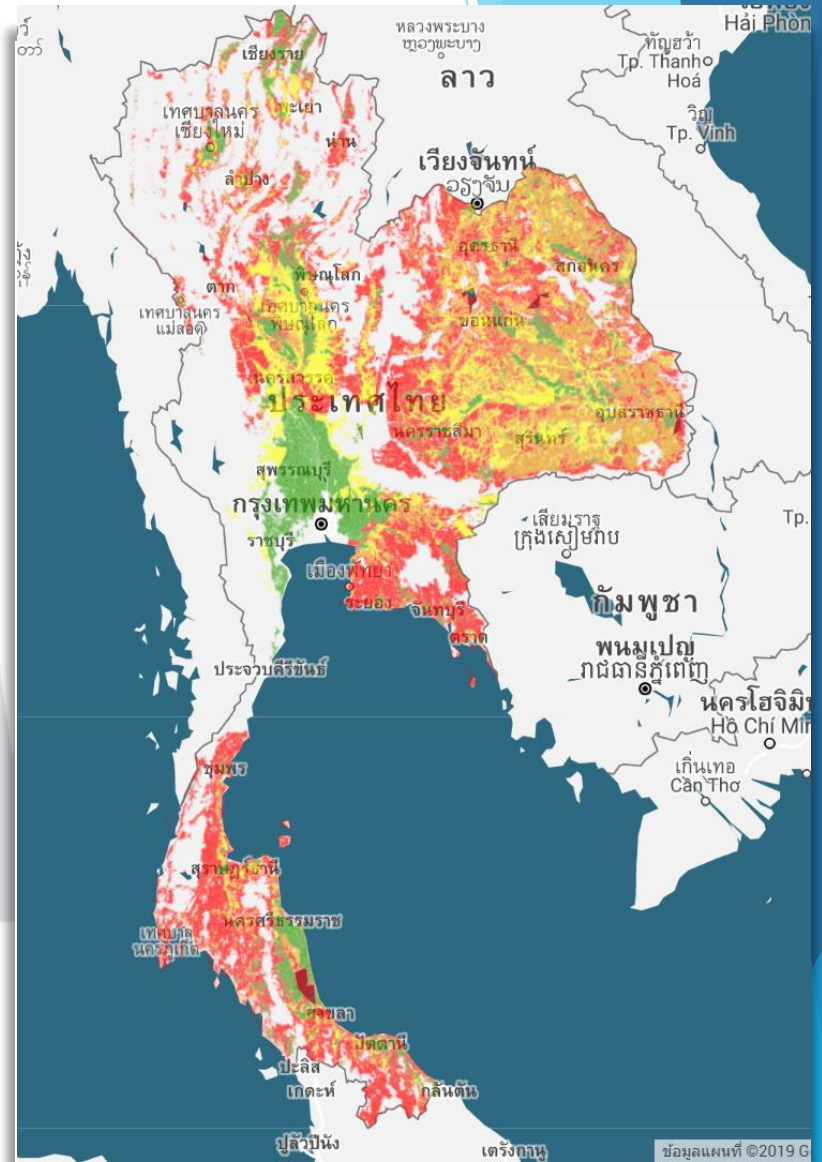 Hải Phòn
หลวงพระบาง
ຫຼວງພະບາງ
ทัญฮว้า
Tp. Thanh
Hoá
เชียงราย
ลาว
พะเยา
เทศบาลนคร
เชียงใหม่
วิญ
Tp. Vinh
น่าน
เวียงจันทน์
ວຽງຈັນ
ลำปาง
อุดรธานี
สกลนคร
พิษณุโลก
ตาก
เทศบาลนคร
พิษณุโลก
เทศบาลนคร
แม่สอด
ขอนแก่น
นครสวรรค์
ประเทศไทย
อุบลราชธานี
นครราชสีมา
สุรินทร์
สุพรรณบุรี
กรุงเทพมหานคร
ราชบุรี
เสียมราฐ
ក្រុងសៀមរាប
Tp.
เมืองพัทยา
ระยอง
จันทบุรี
ตราด
กัมพูชา
พนมเปญ
រាជធានីភ្នំពេញ
ประจวบคีรีขันธ์
นครโฮจิมิน
Hồ Chí Min
เกิ่นเทอ
Cần Thơ
ชุมพร
สุราษฎร์ธานี
นครศรีธรรมราช
เทศบาล
นครภูเก็ต
สงขลา
ปัตตานี
ปะลิส
เกดะห์
กลันตัน
ปูลัวปีนัง
เตรังกานู
ข้อมูลแผนที่ ©2019 G